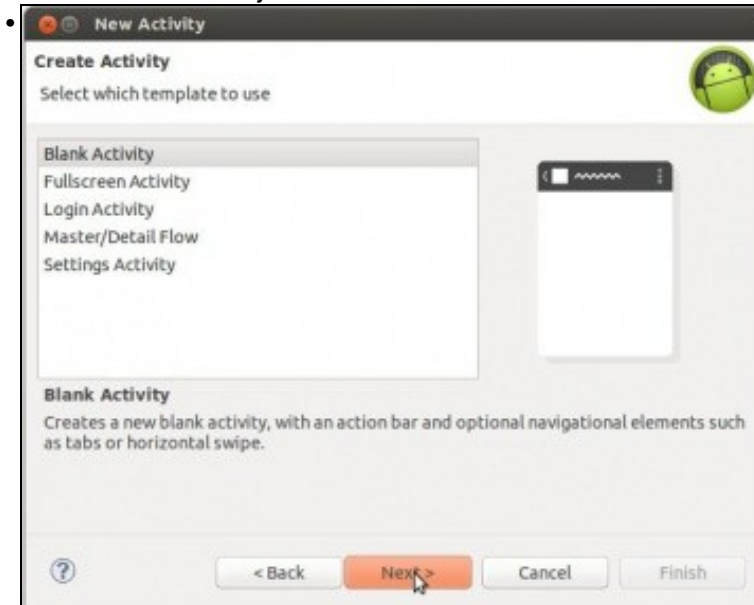 New Activity
Create Activity
Select which template to use
Blank Activity
Fullscreen Activity
Login Activity
Master/Detail Flow
Settings Activity
Blank Activity
Creates a new blank activity, with an action bar and optional navigational elements such
as tabs or horizontal swipe.
< Back Next > Cancel Finish